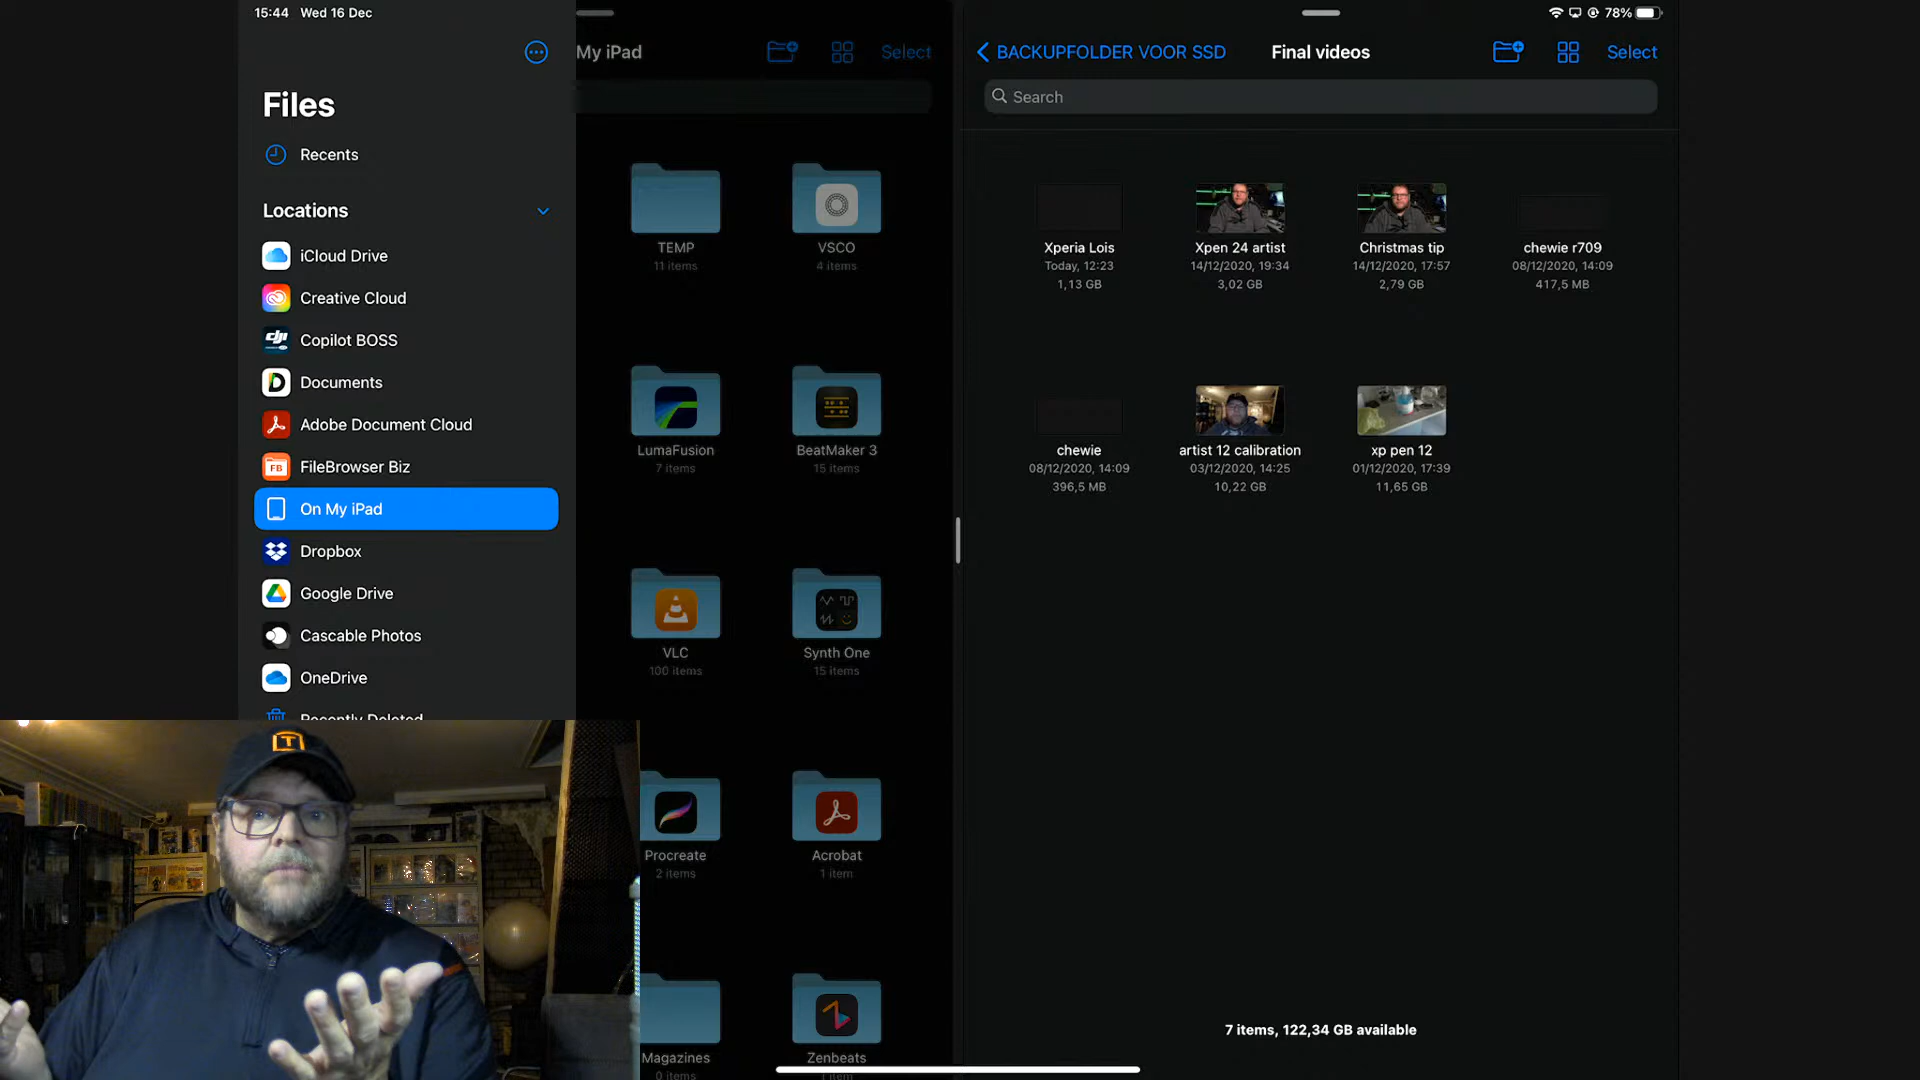 15:44 Wed 16 Dec
78%
Files
Recents
Locations
iCloud Drive
Creative Cloud
Copilot BOSS
Documents
Adobe Document Cloud
FileBrowser Biz
On My iPad
Dropbox
Google Drive
Cascable Photos
OneDrive
Recently Deleted
My iPad
Select
TEMP
11 items
VSCO
4 items
LumaFusion
7 items
BeatMaker 3
15 items
VLC
100 items
Synth One
15 items
Procreate
2 items
Acrobat
1 item
Magazines
0 items
Zenbeats
1 item
BACKUPFOLDER VOOR SSD
Final videos
Select
Search
Xperia Lois
Today, 12:23
1,13 GB
Xpen 24 artist
14/12/2020, 19:34
3,02 GB
Christmas tip
14/12/2020, 17:57
2,79 GB
chewie r709
08/12/2020, 14:09
417,5 MB
chewie
08/12/2020, 14:09
396,5 MB
artist 12 calibration
03/12/2020, 14:25
10,22 GB
xp pen 12
01/12/2020, 17:39
11,65 GB
7 items, 122,34 GB available
dji
FB
T